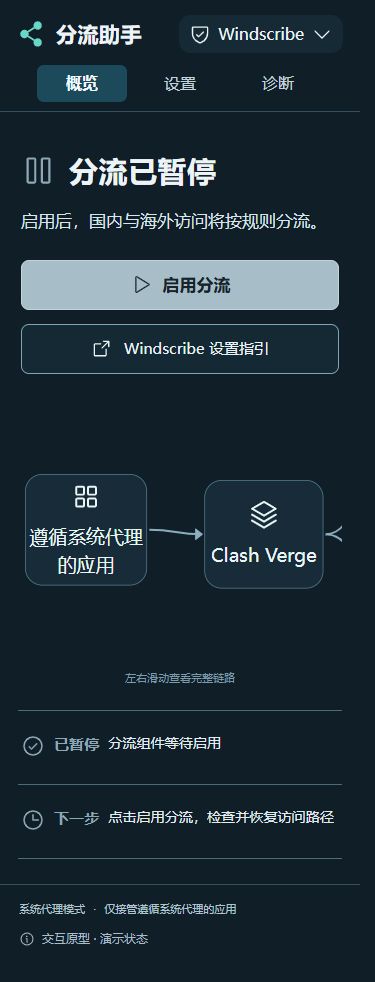 分流助手
Windscribe
概览
设置
诊断
分流已暂停
启用后，国内与海外访问将按规则分流。
启用分流
Windscribe 设置指引
遵循系统代理
的应用
Clash Verge
左右滑动查看完整链路
已暂停 分流组件等待启用
下一步 点击启用分流，检查并恢复访问路径
系统代理模式 · 仅接管遵循系统代理的应用
交互原型 · 演示状态